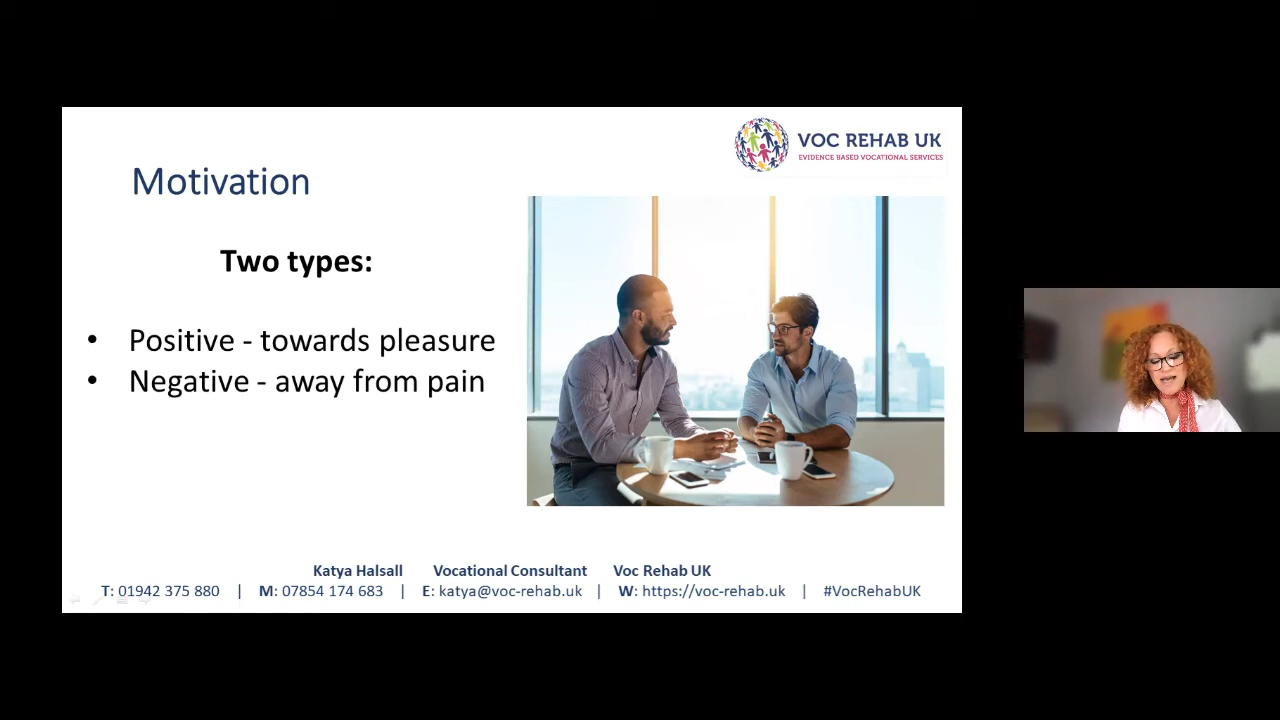 VOC REHAB UK
EVIDENCE BASED VOCATIONAL SERVICES
Motivation
Two types:
• Positive - towards pleasure
• Negative - away from pain
Katya Halsall Vocational Consultant Voc Rehab UK
T: 01942 375 880 | M: 07854 174 683 | E: katya@voc-rehab.uk | W: https://voc-rehab.uk | #VocRehabUK